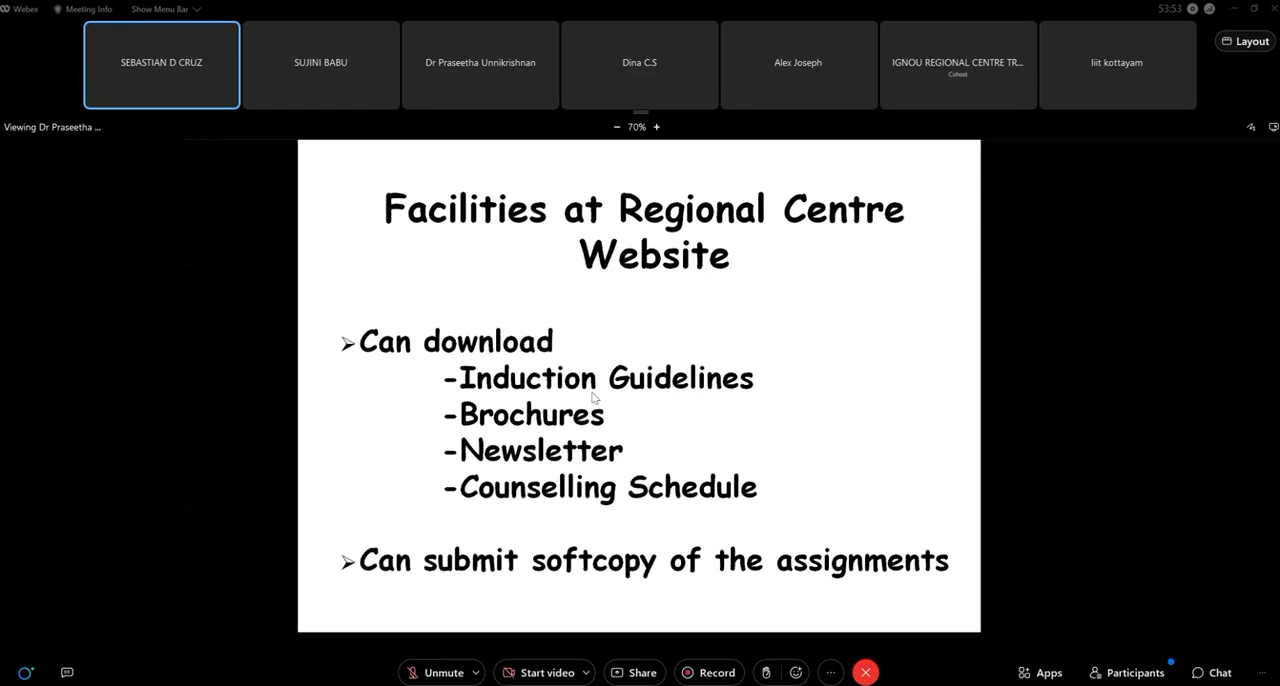 Webex
Meeting Info
Show Menu Bar
53:53
SEBASTIAN D CRUZ
SUJINI BABU
Dr Praseetha Unnikrishnan
Dina C.S
Alex Joseph
IGNOU REGIONAL CENTRE TR...
Cohost
liit kottayam
Layout
Viewing Dr Praseetha ...
− 70% +
Facilities at Regional Centre
Website
➢Can download
-Induction Guidelines
-Brochures
-Newsletter
-Counselling Schedule
➢Can submit softcopy of the assignments
Unmute
Start video
Share
Record
Apps
Participants
Chat